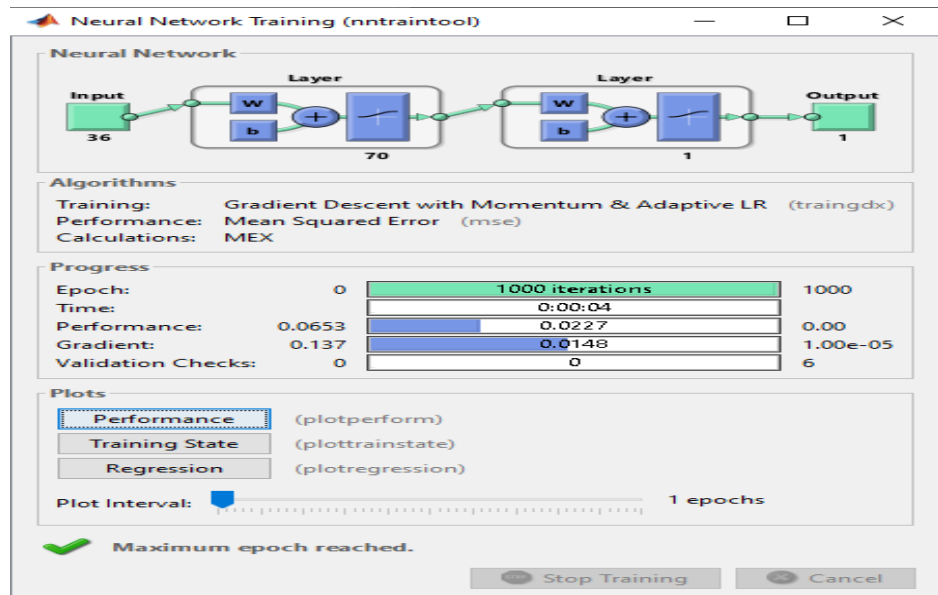 Neural Network Training (nntraintool)
Neural Network
Layer Layer
Input Output
W W
b b
36 70 1 1
Algorithms
Training: Gradient Descent with Momentum & Adaptive LR (traingdx)
Performance: Mean Squared Error (mse)
Calculations: MEX
Progress
Epoch: 0 1000 iterations 1000
Time: 0:00:04
Performance: 0.0653 0.0227 0.00
Gradient: 0.137 0.0148 1.00e-05
Validation Checks: 0 0 6
Plots
Performance (plotperform)
Training State (plottrainstate)
Regression (plotregression)
Plot Interval: 1 epochs
Maximum epoch reached.
Stop Training Cancel